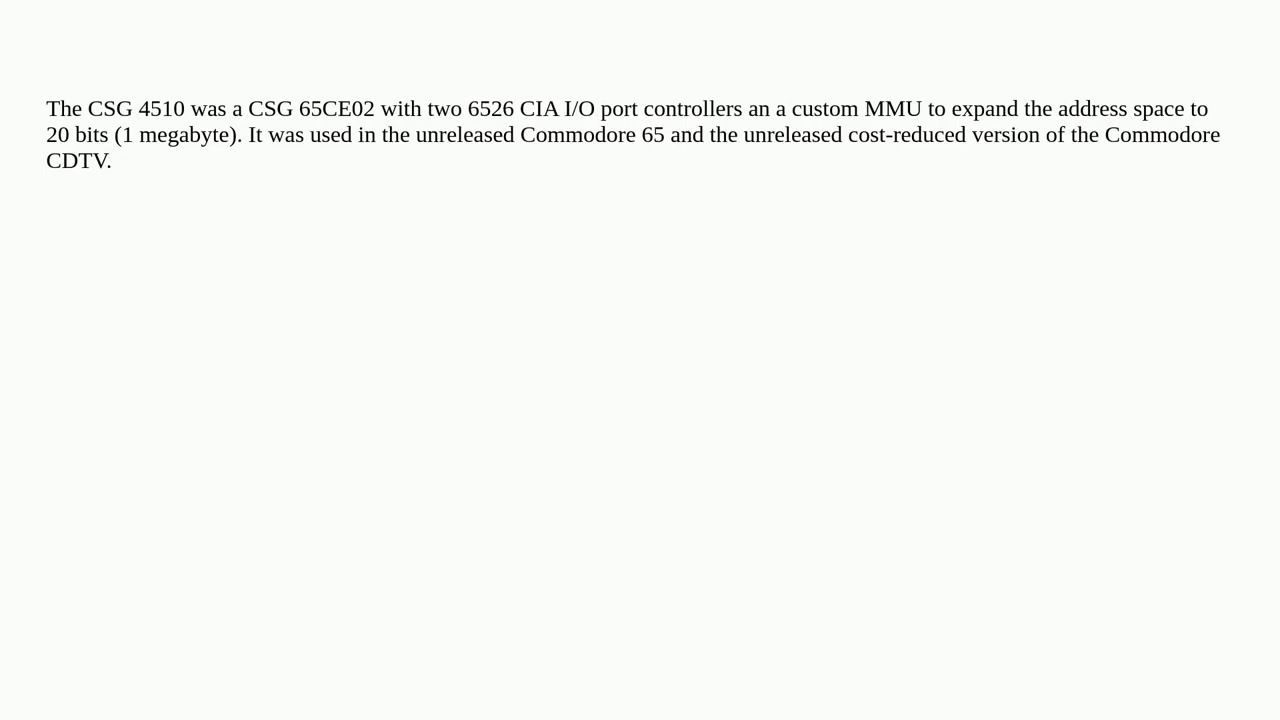 The CSG 4510 was a CSG 65CE02 with two 6526 CIA I/O port controllers an a custom MMU to expand the address space to
20 bits (1 megabyte). It was used in the unreleased Commodore 65 and the unreleased cost-reduced version of the Commodore
CDTV.